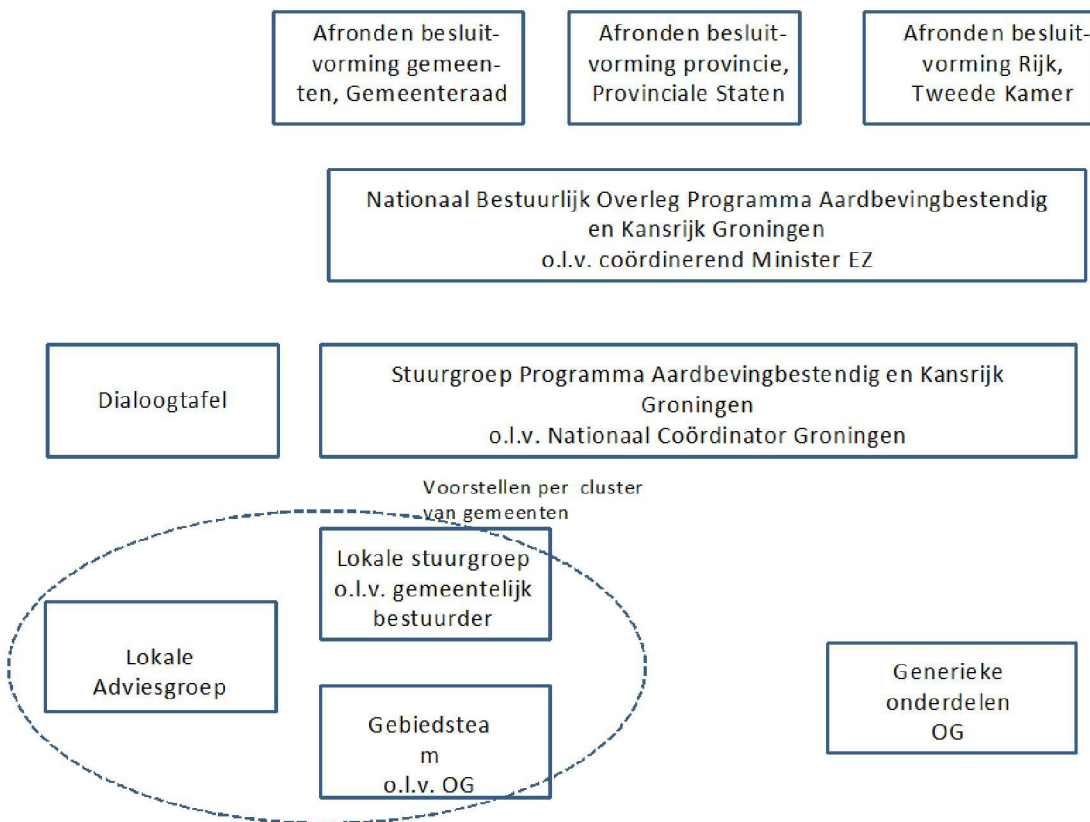 Afronden besluit-
vorming gemeen-
ten, Gemeenteraad
Afronden besluit-
vorming provincie,
Provinciale Staten
Afronden besluit-
vorming Rijk,
Tweede Kamer
Nationaal Bestuurlijk Overleg Programma Aardbevingbestendig
en Kansrijk Groningen
o.l.v. coördinerend Minister EZ
Dialoogtafel
Stuurgroep Programma Aardbevingbestendig en Kansrijk
Groningen
o.l.v. Nationaal Coördinator Groningen
Voorstellen per cluster
van gemeenten
Lokale stuurgroep
o.l.v. gemeentelijk
bestuurder
Lokale
Adviesgroep
Gebiedstea
m
o.l.v. OG
Generieke
onderdelen
OG